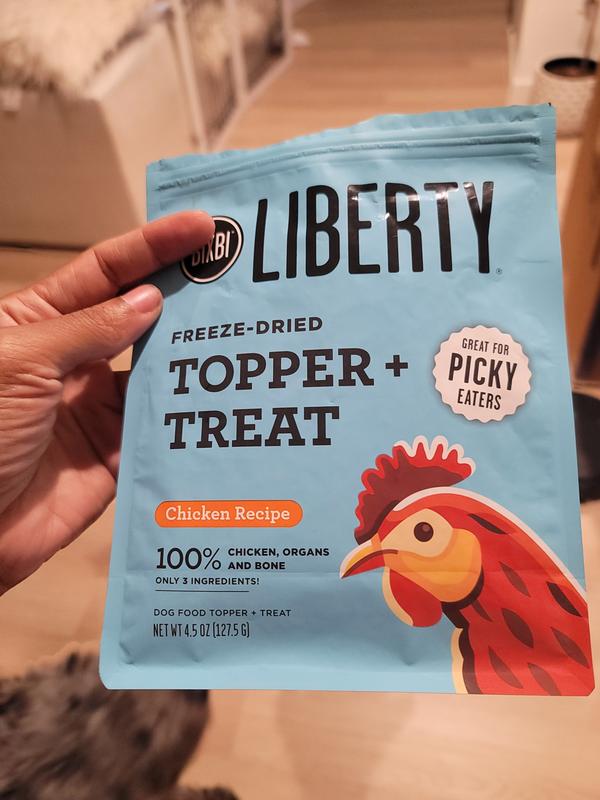 BIXBI
LIBERTY
FREEZE-DRIED
TOPPER +
TREAT
GREAT FOR
PICKY
EATERS
Chicken Recipe
100% CHICKEN, ORGANS
AND BONE
ONLY 3 INGREDIENTS!
DOG FOOD TOPPER + TREAT
NET WT 4.5 OZ (127.5 G)